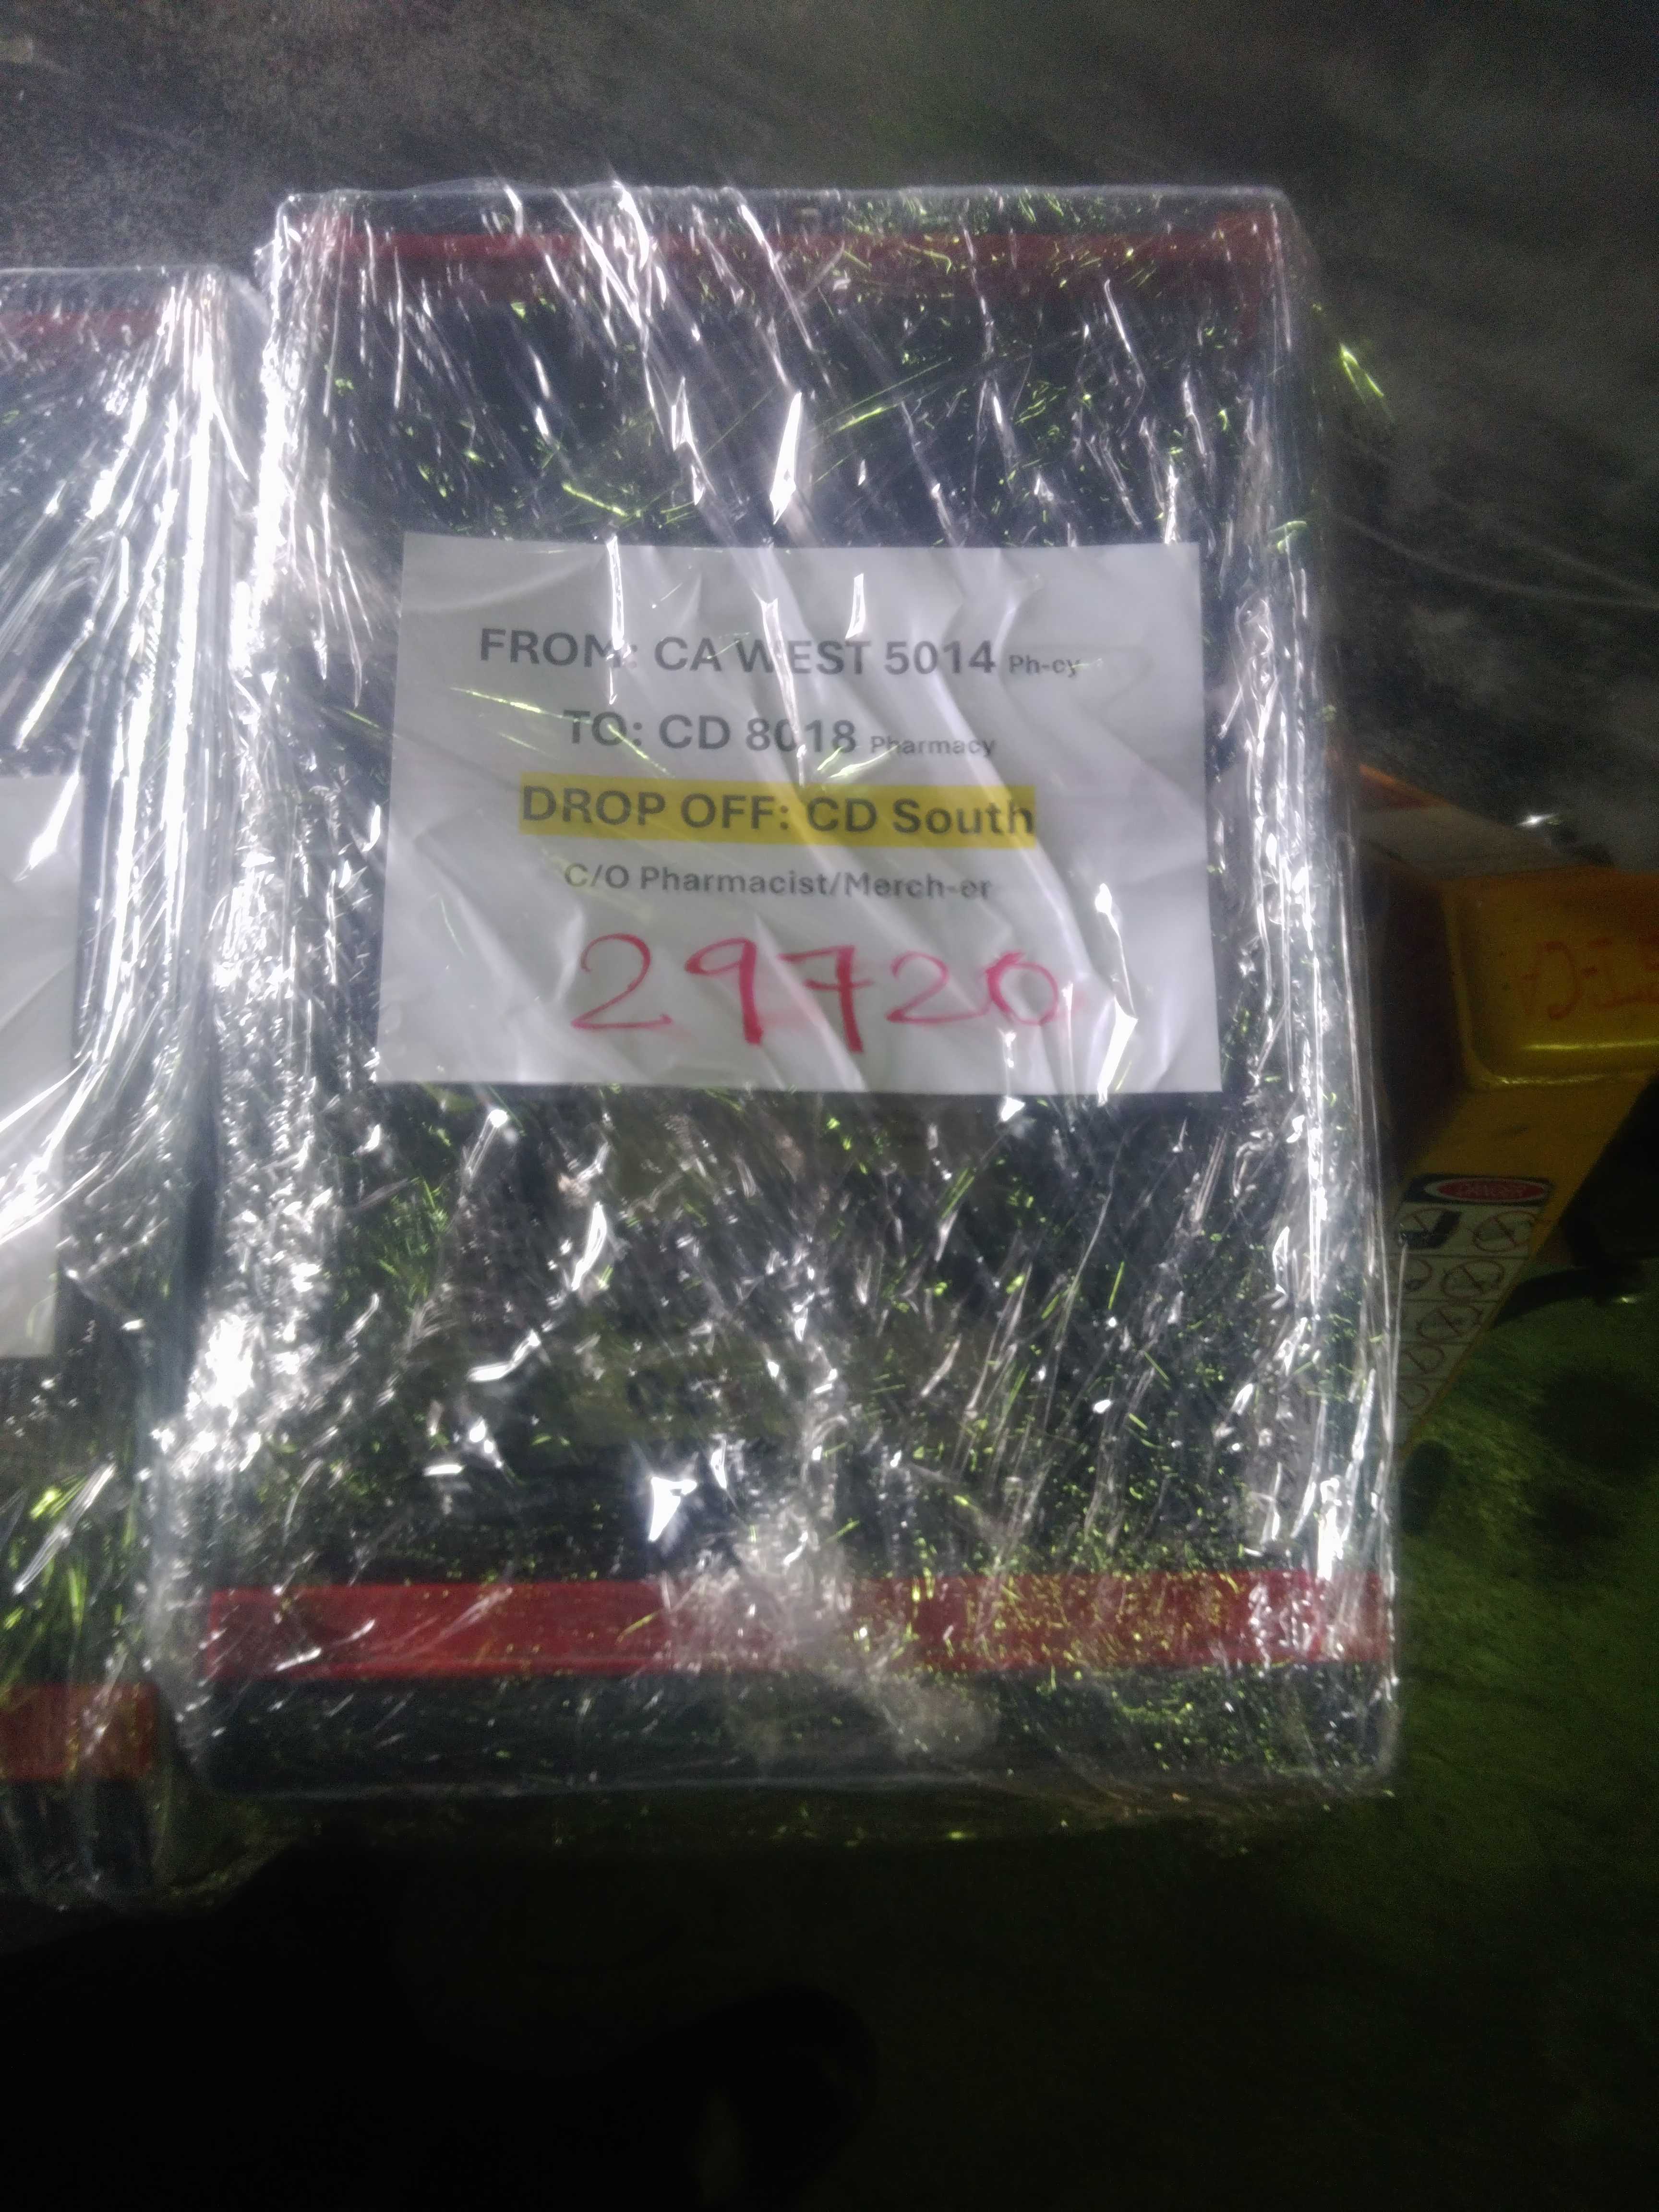 FROM: CA WEST 5014 Ph-cy
TO: CD 8018 Pharmacy
DROP OFF: CD South
C/O Pharmacist/Merch-er
29720